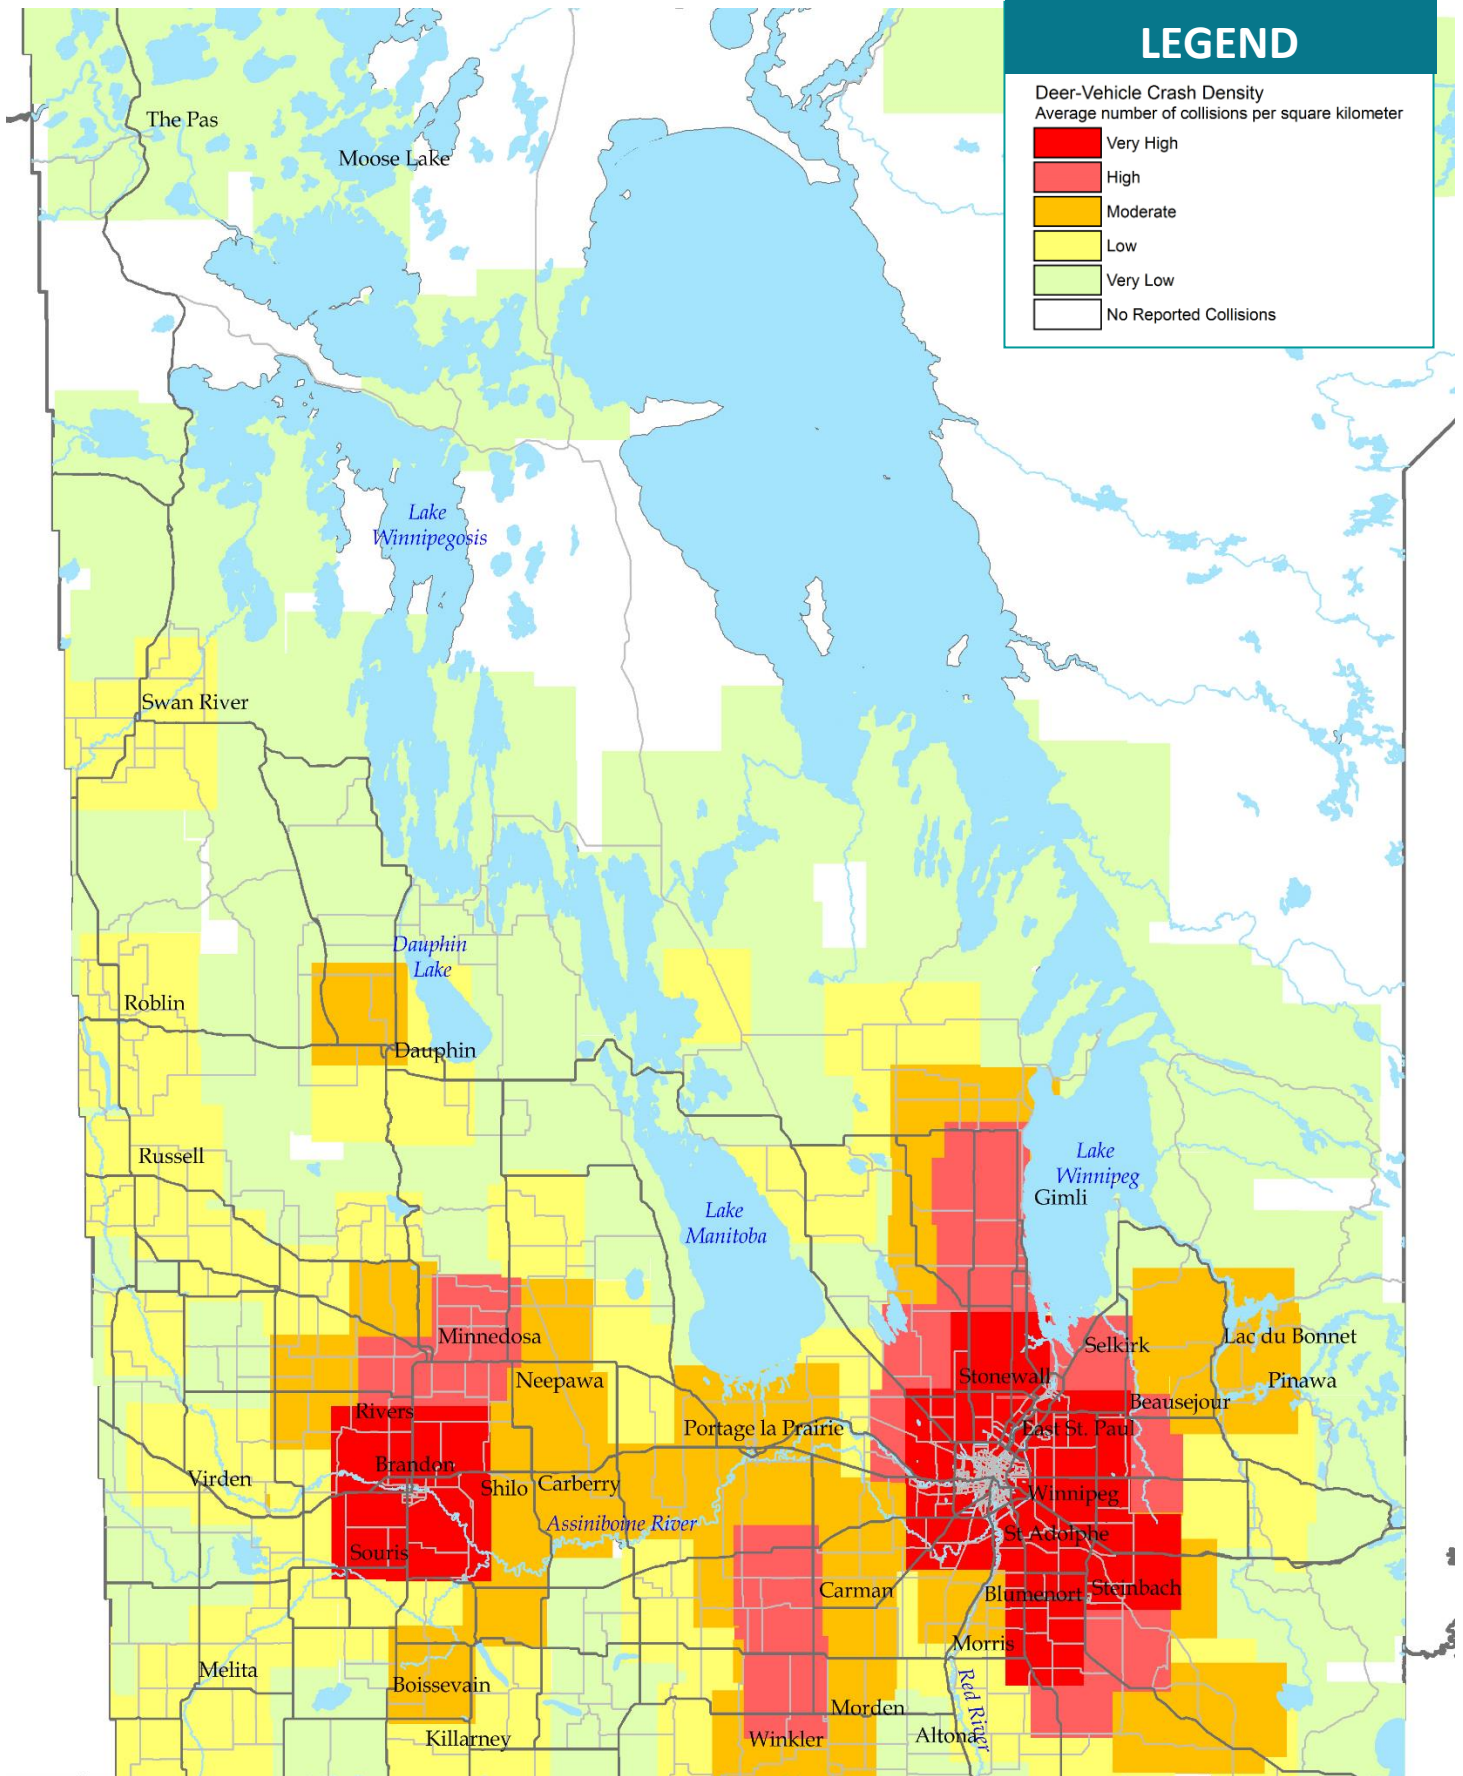 LEGEND
Deer-Vehicle Crash Density
Average number of collisions per square kilometer
Very High
High
Moderate
Low
Very Low
No Reported Collisions
The Pas
Moose Lake
Lake
Winnipegosis
Swan River
Dauphin
Lake
Roblin
Dauphin
Russell
Lake
Winnipeg
Gimli
Lake
Manitoba
Minnedosa
Neepawa
Rivers
Brandon
Shilo
Carberry
Virden
Souris
Assiniboine River
Portage la Prairie
Stonewall
Selkirk
Lac du Bonnet
Pinawa
Beausejour
East St. Paul
Winnipeg
St Adolphe
Carman
Blumenort
Steinbach
Morris
Melita
Boissevain
Killarney
Morden
Winkler
Altona
Red River